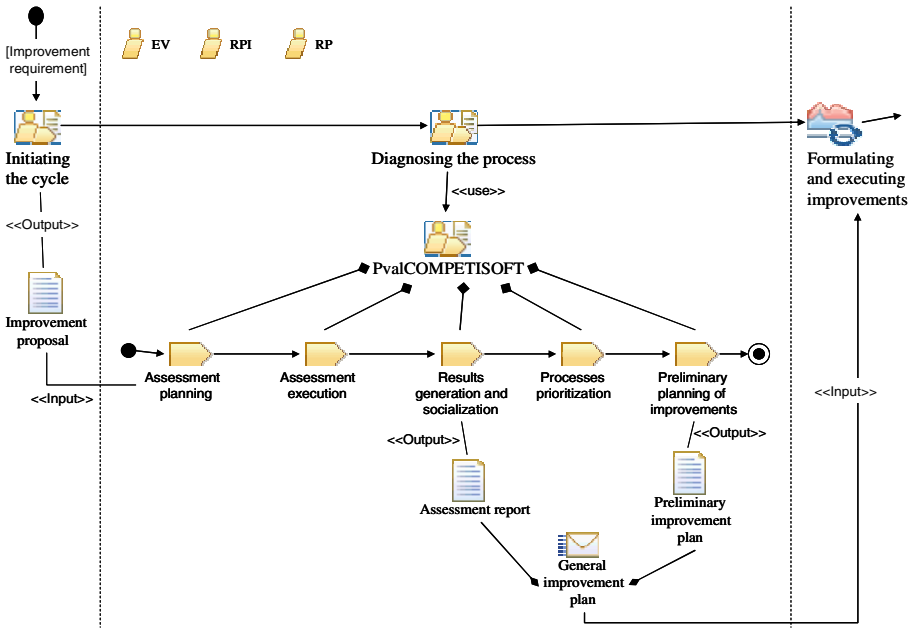 [Improvement
requirement]
EV
RPI
RP
Initiating
the cycle
Diagnosing the process
Formulating
and executing
improvements
<<use>>
<<Output>>
PvalCOMPETISOFT
Improvement
proposal
Assessment
planning
Assessment
execution
Results
generation and
socialization
Processes
prioritization
Preliminary
planning of
improvements
<<Input>>
<<Input>>
<<Output>>
<<Output>>
Assessment report
Preliminary
improvement
plan
General
improvement
plan